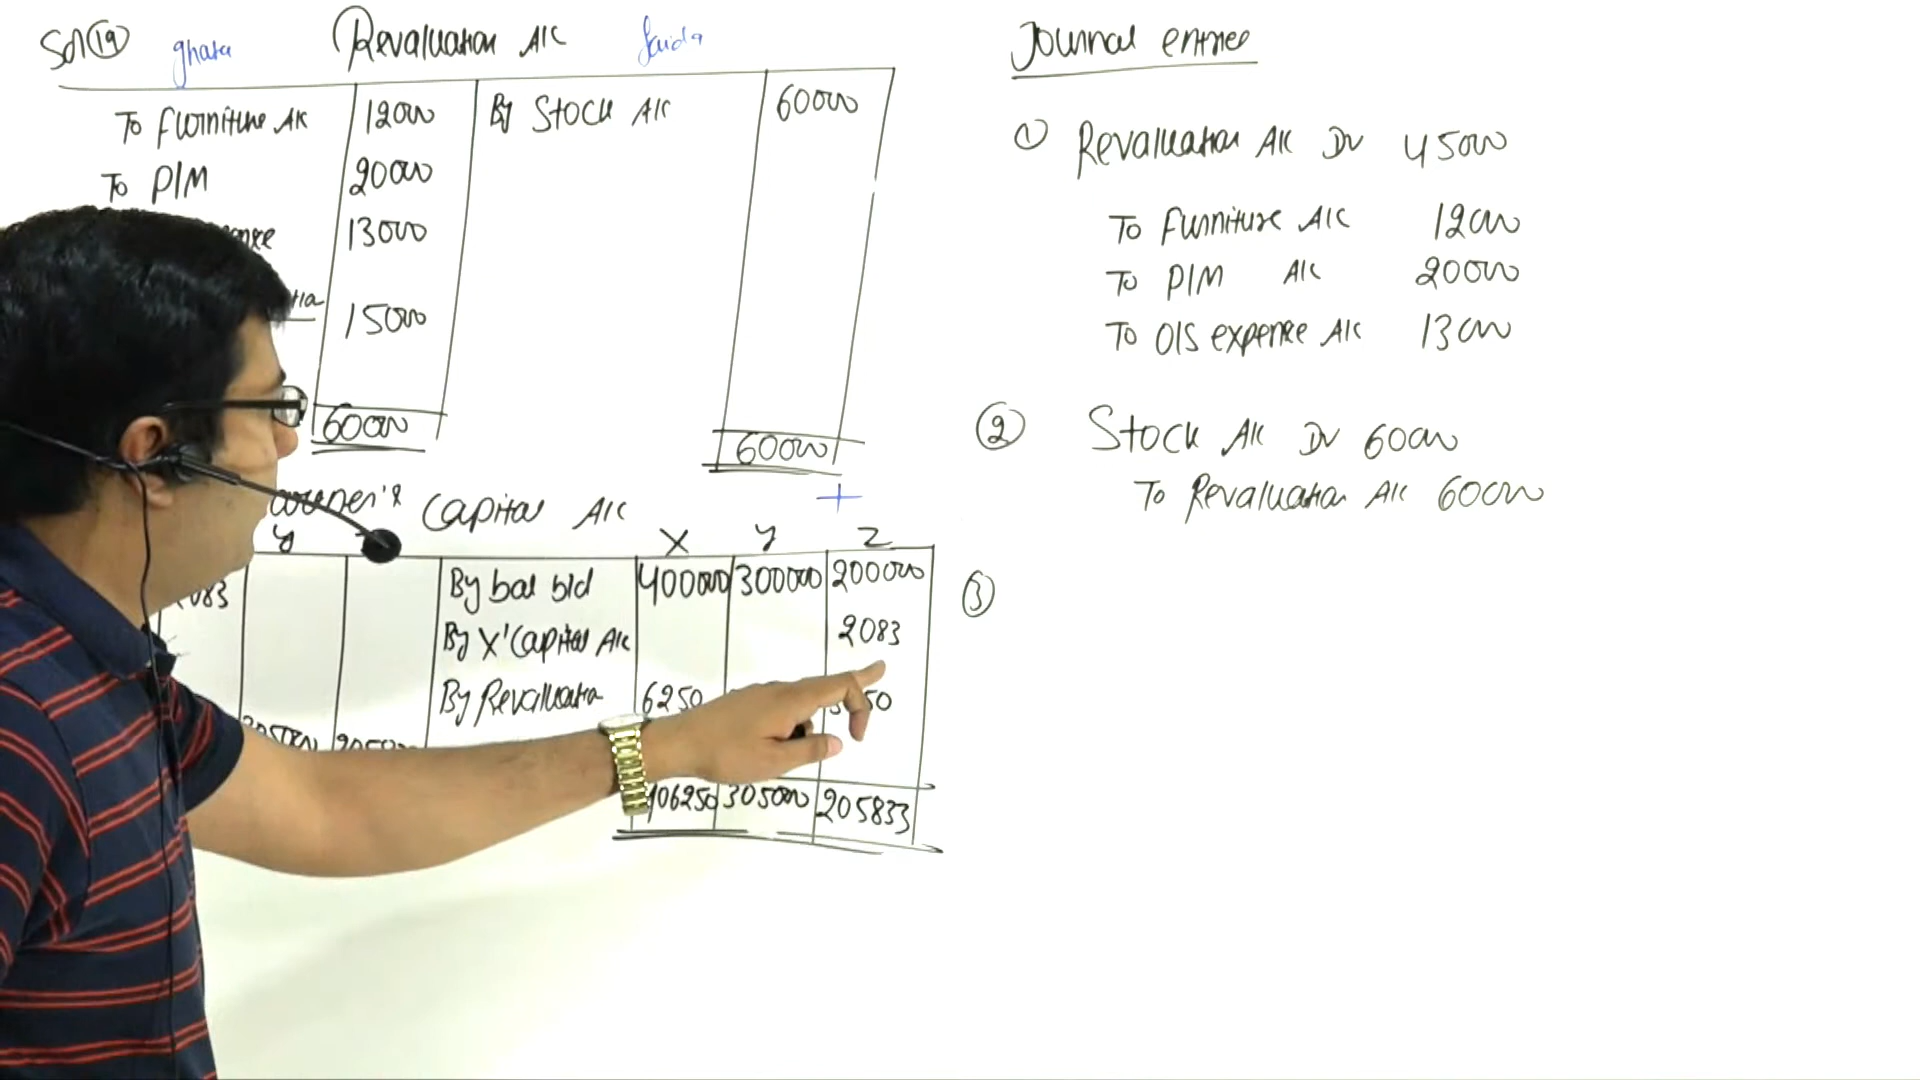 Sol 19 ghata Revaluation A/c faida
To Furniture A/c 12000 By Stock A/c 60000
To P/M 20000
13000
15000
60000 60000
+
Capital A/c
y X y Z
By bal b/d 400000 300000 200000
By X' Capital A/c 2083
By Revaluation 6250
305000 205833
Journal entries
① Revaluation A/c Dr 45000
To Furniture A/c 12000
To P/M A/c 20000
To O/S expense A/c 13000
② Stock A/c Dr 60000
To Revaluation A/c 60000
③